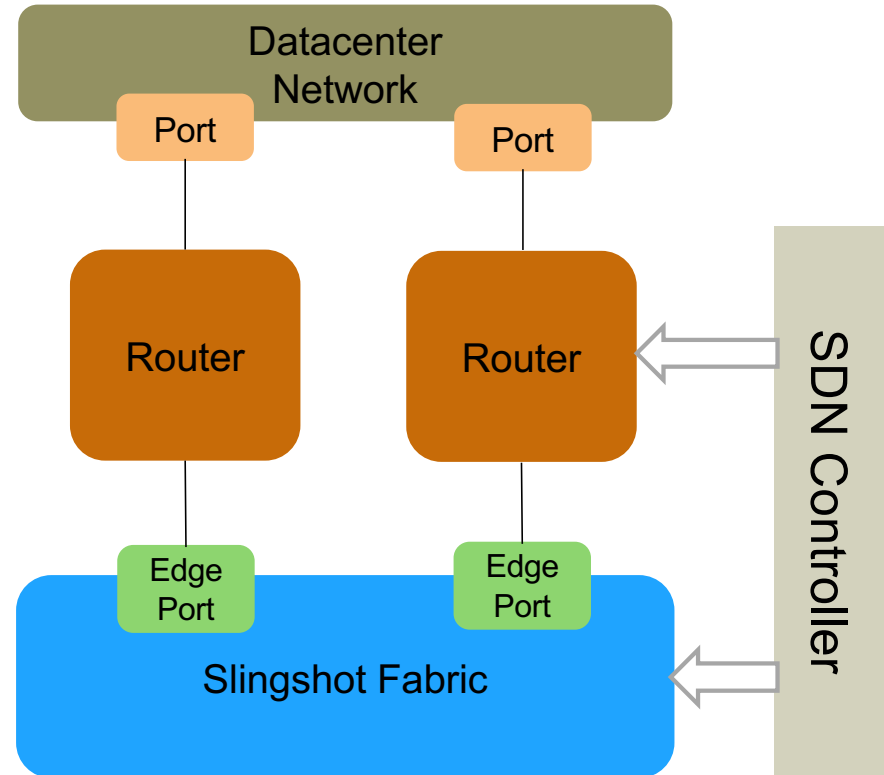 Datacenter
Network
Port
Port
Router
Router
SDN Controller
Edge
Port
Edge
Port
Slingshot Fabric